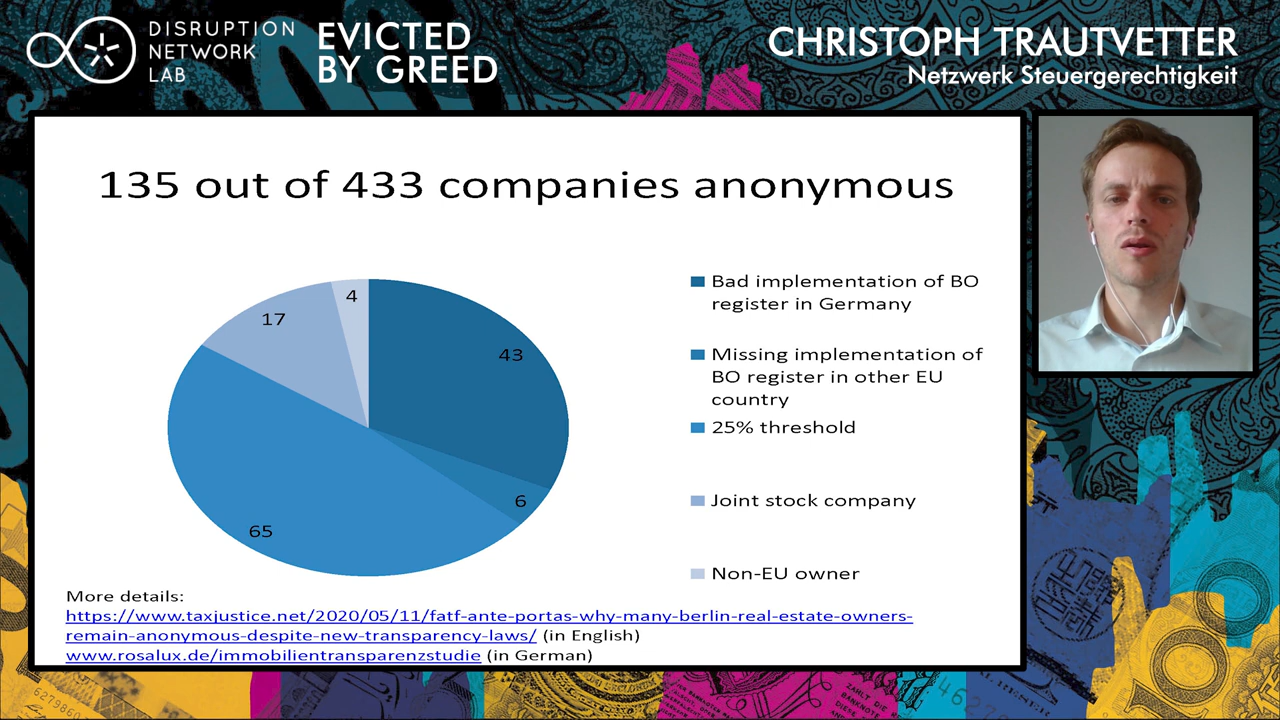 DISRUPTION
NETWORK
LAB
EVICTED
BY GREED
CHRISTOPH TRAUTVETTER
Netzwerk Steuergerechtigkeit
135 out of 433 companies anonymous
4
17
43
6
65
Bad implementation of BO
register in Germany
Missing implementation of
BO register in other EU
country
25% threshold
Joint stock company
Non-EU owner
More details:
https://www.taxjustice.net/2020/05/11/fatf-ante-portas-why-many-berlin-real-estate-owners-
remain-anonymous-despite-new-transparency-laws/ (in English)
www.rosalux.de/immobilientransparenzstudie (in German)